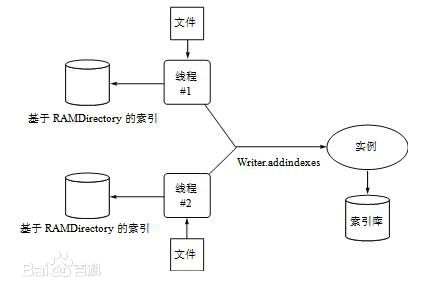 文件
线程
#1
基于 RAMDirectory 的索引
Writer.addindexes
实例
线程
#2
索引库
基于 RAMDirectory 的索引
文件
Baidu百科